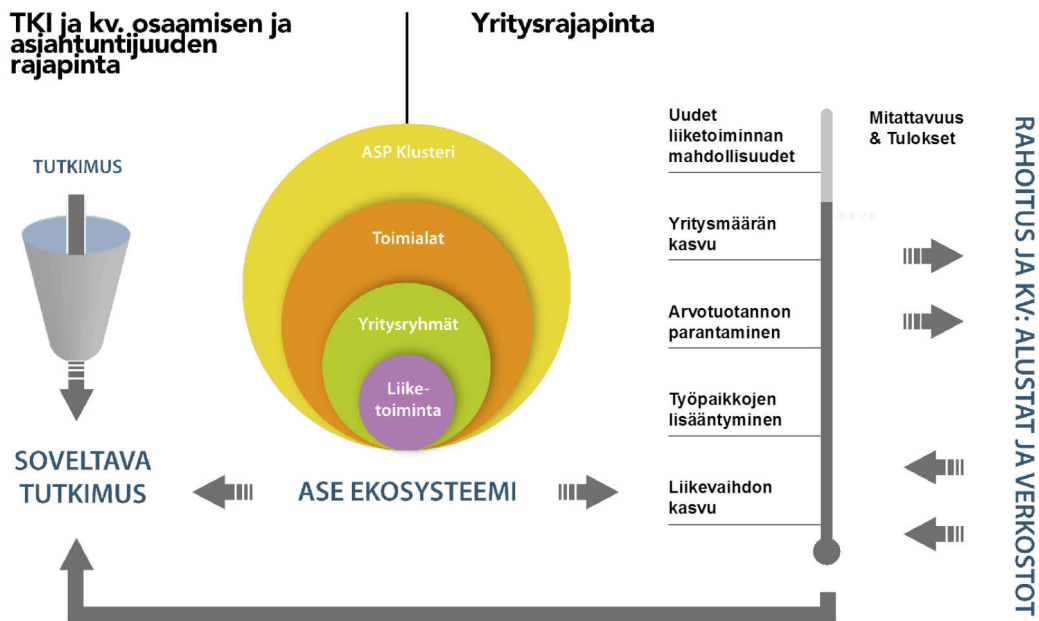 TKI ja kv. osaamisen ja
asiahtuntijuuden
rajapinta
Yritysrajapinta
TUTKIMUS
SOVELTAVA
TUTKIMUS
ASP Klusteri
Toimialat
Yritysryhmät
Liike-
toiminta
ASE EKOSYSTEEMI
Uudet
liiketoiminnan
mahdollisuudet
Yritysmäärän
kasvu
Arvotuotannon
parantaminen
Työpaikkojen
lisääntyminen
Liikevaihdon
kasvu
Mitattavuus
& Tulokset
RAHOITUS JA KV. ALUSTAT JA VERKOSTOT